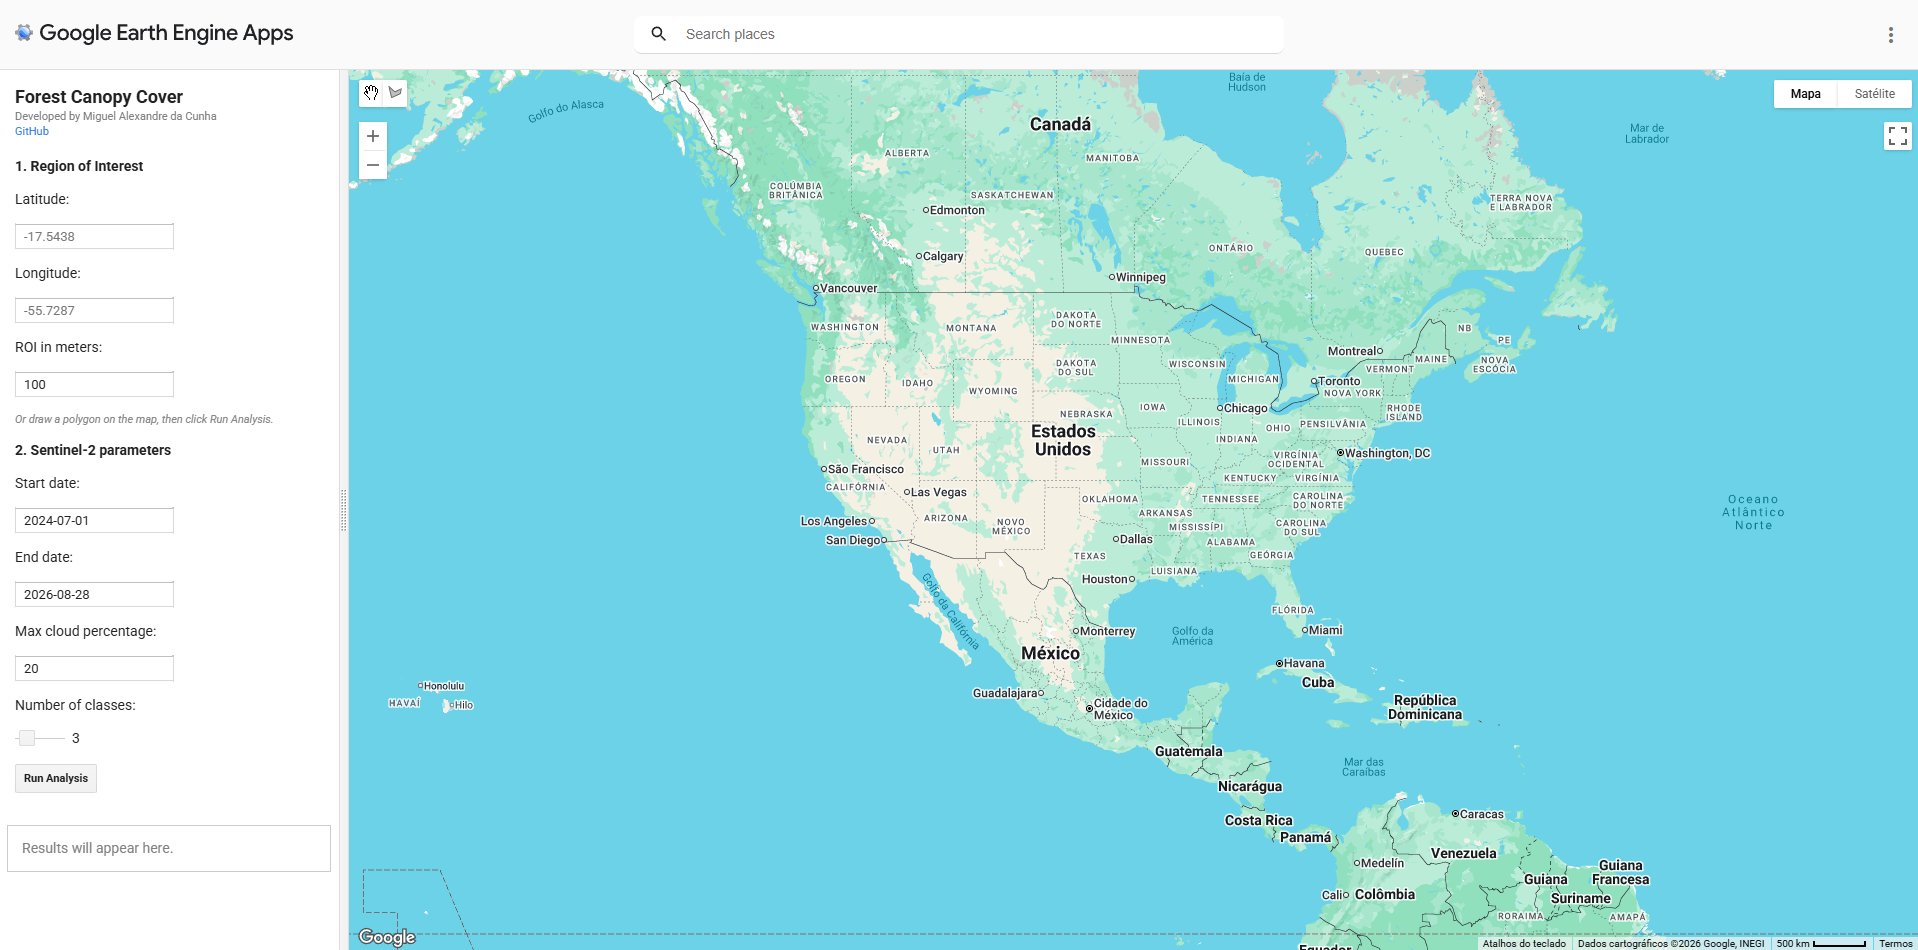 Google Earth Engine Apps
Search places
Forest Canopy Cover
Developed by Miguel Alexandre da Cunha
GitHub
1. Region of Interest
Latitude:
-17.5438
Longitude:
-55.7287
ROI in meters:
100
Or draw a polygon on the map, then click Run Analysis.
2. Sentinel-2 parameters
Start date:
2024-07-01
End date:
2026-08-28
Max cloud percentage:
20
Number of classes:
3
Run Analysis
Results will appear here.
Mapa
Satélite
Golfo do Alasca
Baía de
Hudson
Canadá
Mar de
Labrador
ALBERTA
MANITOBA
COLÚMBIA
BRITÂNICA
SASKATCHEWAN
TERRA NOVA
E LABRADOR
Edmonton
ONTÁRIO
QUEBEC
Calgary
Winnipeg
Vancouver
WASHINGTON
MONTANA
DAKOTA
DO NORTE
MINNESOTA
NB
PE
Montreal
MAINE
NOVA
ESCÓCIA
WISCONSIN
DAKOTA
DO SUL
VERMONT
OREGON
IDAHO
MICHIGAN
Toronto
WYOMING
NOVA YORK
IOWA
Chicago
NEBRASKA
RHODE
ISLAND
ILLINOIS
OHIO
PENSILVÂNIA
Estados
Unidos
NEVADA
UTAH
INDIANA
Washington, DC
MISSOURI
VIRGÍNIA
OCIDENTAL
São Francisco
KENTUCKY
VIRGÍNIA
CALIFÓRNIA
Las Vegas
OKLAHOMA
TENNESSEE
CAROLINA
DO NORTE
Oceano
Atlântico
Norte
Los Angeles
ARIZONA
NOVO
MÉXICO
ARKANSAS
MISSISSÍPI
CAROLINA
DO SUL
San Diego
Dallas
ALABAMA
TEXAS
GEÓRGIA
LUISIANA
Houston
Golfo da Califórnia
FLÓRIDA
Monterrey
Golfo da
América
Miami
México
Havana
Cuba
Honolulu
HAVAÍ
Hilo
Guadalajara
Cidade do
México
República
Dominicana
Guatemala
Mar das
Caraíbas
Nicarágua
Costa Rica
Panamá
Caracas
Medellín
Venezuela
Guiana
Guiana
Francesa
Cali
Colômbia
Suriname
RORAIMA
AMAPÁ
Equador
Google
Atalhos do teclado
Dados cartográficos ©2026 Google, INEGI
500 km
Termos